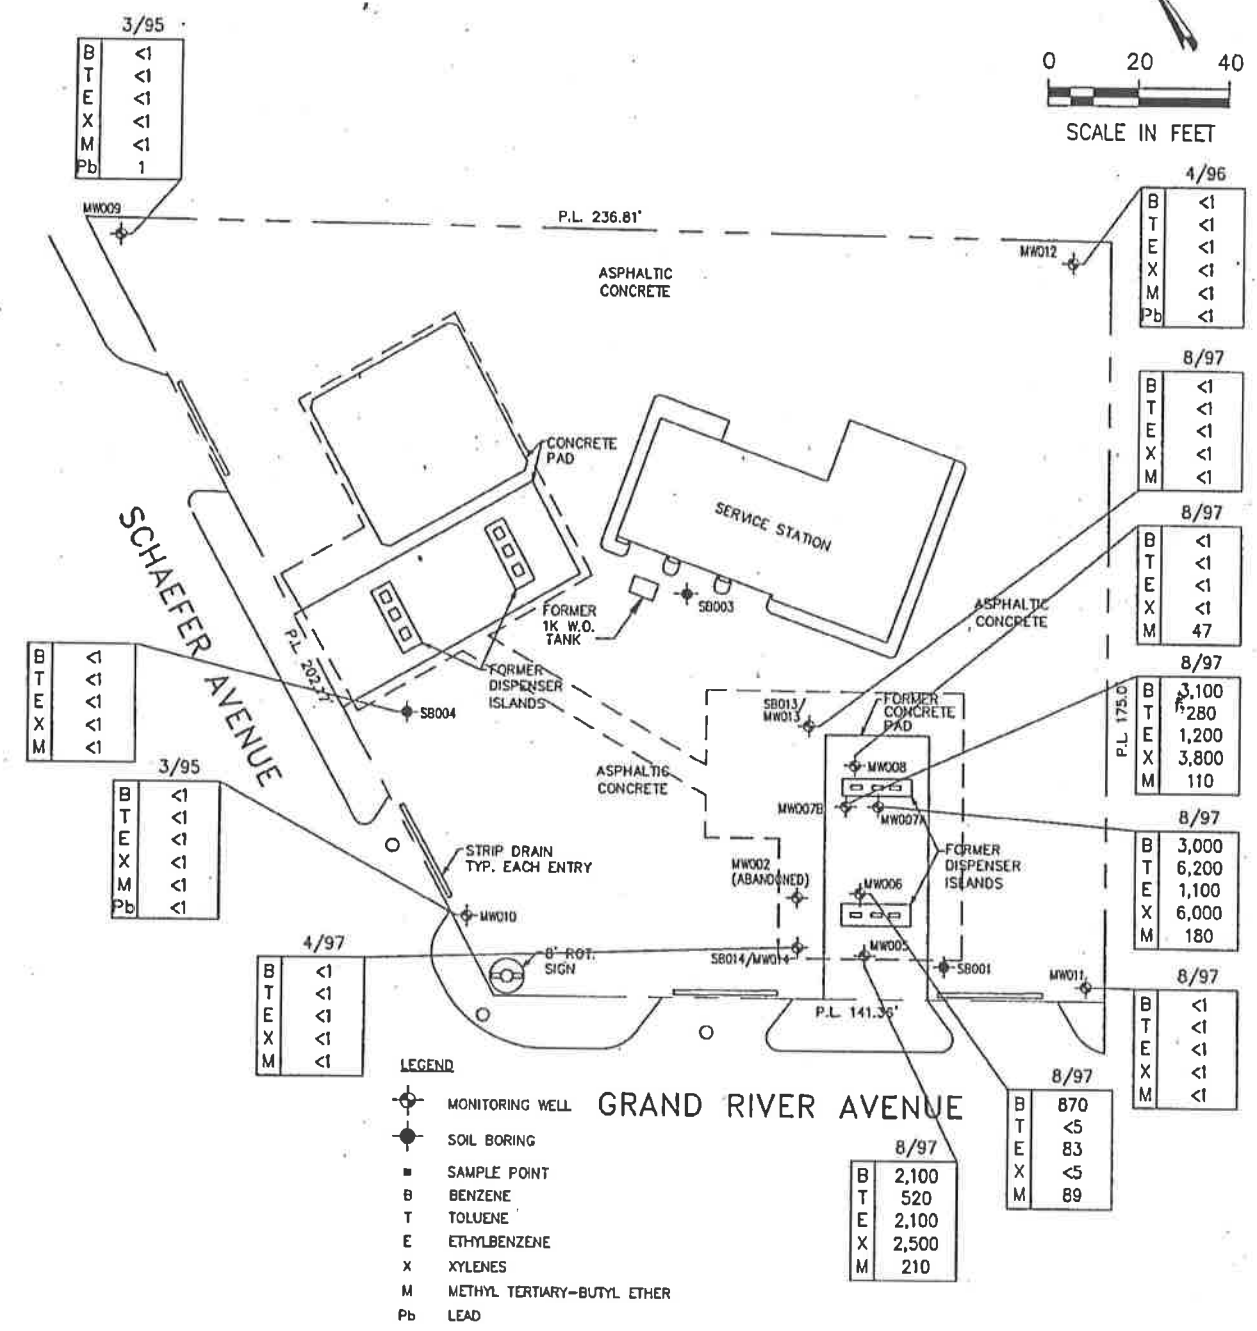 3/95
B <1
T <1
E <1
X <1
M <1
Pb 1
0 20 40
SCALE IN FEET
4/96
B <1
T <1
E <1
X <1
M <1
Pb <1
MW009
P.L. 236.81'
MW012
ASPHALTIC
CONCRETE
8/97
B <1
T <1
E <1
X <1
M <1
CONCRETE
PAD
SERVICE STATION
SCHAEFER AVENUE
8/97
B <1
T <1
E <1
X <1
M 47
SB003
FORMER
1K W.O.
TANK
ASPHALTIC
CONCRETE
P.L. 202.77'
B <1
T <1
E <1
X <1
M <1
FORMER
DISPENSER
ISLANDS
SB004
SB013/
MW013
FORMER
CONCRETE
PAD
P.L. 175.0'
8/97
B 3,100
T 280
E 1,200
X 3,800
M 110
3/95
B <1
T <1
E <1
X <1
M <1
Pb <1
ASPHALTIC
CONCRETE
MW008
MW007B
MW007A
8/97
B 3,000
T 6,200
E 1,100
X 6,000
M 180
STRIP DRAIN
TYP. EACH ENTRY
MW002
(ABANDONED)
MW006
FORMER
DISPENSER
ISLANDS
MW010
4/97
B <1
T <1
E <1
X <1
M <1
8' ROT.
SIGN
SB014/MW014
MW005
SB001
MW011
8/97
B <1
T <1
E <1
X <1
M <1
P.L. 141.36'
GRAND RIVER AVENUE
8/97
B 870
T <5
E 83
X <5
M 89
8/97
B 2,100
T 520
E 2,100
X 2,500
M 210
LEGEND
MONITORING WELL
SOIL BORING
SAMPLE POINT
B BENZENE
T TOLUENE
E ETHYLBENZENE
X XYLENES
M METHYL TERTIARY-BUTYL ETHER
Pb LEAD